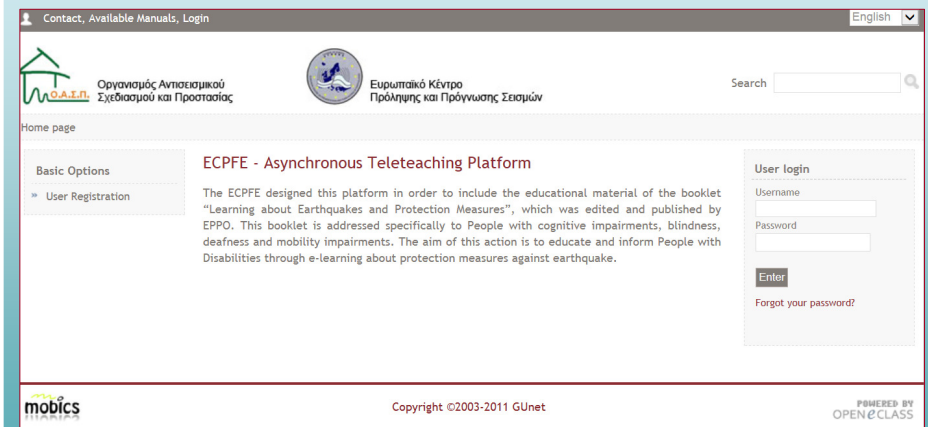 Contact, Available Manuals, Login
English
Ο.Α.Σ.Π.
Οργανισμός Αντισεισμικού
Σχεδιασμού και Προστασίας
Ευρωπαϊκό Κέντρο
Πρόληψης και Πρόγνωσης Σεισμών
Search
Home page
Basic Options
» User Registration
ECPFE - Asynchronous Teleteaching Platform
The ECPFE designed this platform in order to include the educational material of the booklet
“Learning about Earthquakes and Protection Measures”, which was edited and published by
EPPO. This booklet is addressed specifically to People with cognitive impairments, blindness,
deafness and mobility impairments. The aim of this action is to educate and inform People with
Disabilities through e-learning about protection measures against earthquake.
User login
Username
Password
Enter
Forgot your password?
mobics
Copyright ©2003-2011 GUnet
POWERED BY
OPEN eCLASS